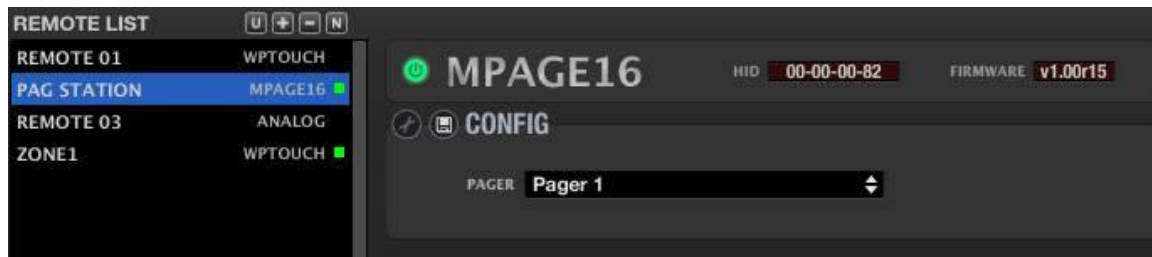 REMOTE LIST U + - N
REMOTE 01 WPTOUCH
PAG STATION MPAGE16
REMOTE 03 ANALOG
ZONE1 WPTOUCH
MPAGE16 HID 00-00-00-82 FIRMWARE v1.00r15
CONFIG
PAGER Pager 1